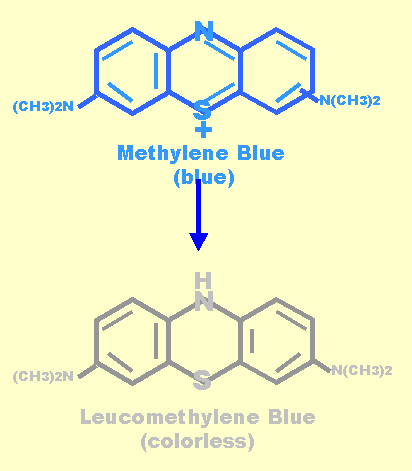 N
(CH3)2N S N(CH3)2
+
Methylene Blue
(blue)
H
N
(CH3)2N S N(CH3)2
Leucomethylene Blue
(colorless)